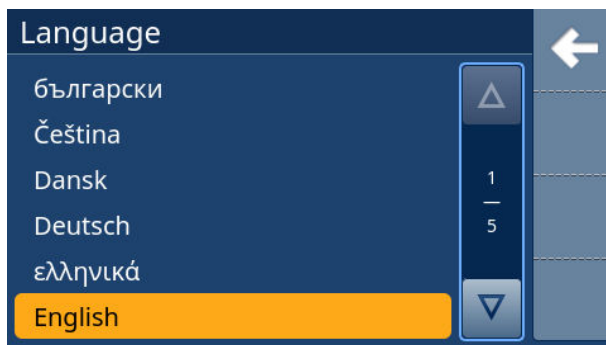 Language
български
Čeština
Dansk
Deutsch
ελληνικά
English
1
5